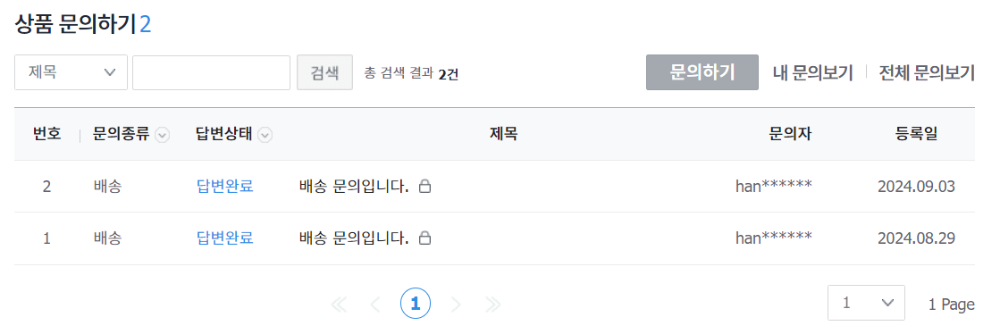 상품 문의하기 2
제목 검색 총 검색 결과 2건 문의하기 내 문의보기 전체 문의보기
번호 문의종류 답변상태 제목 문의자 등록일
2 배송 답변완료 배송 문의입니다. han****** 2024.09.03
1 배송 답변완료 배송 문의입니다. han****** 2024.08.29
1 1 1 Page